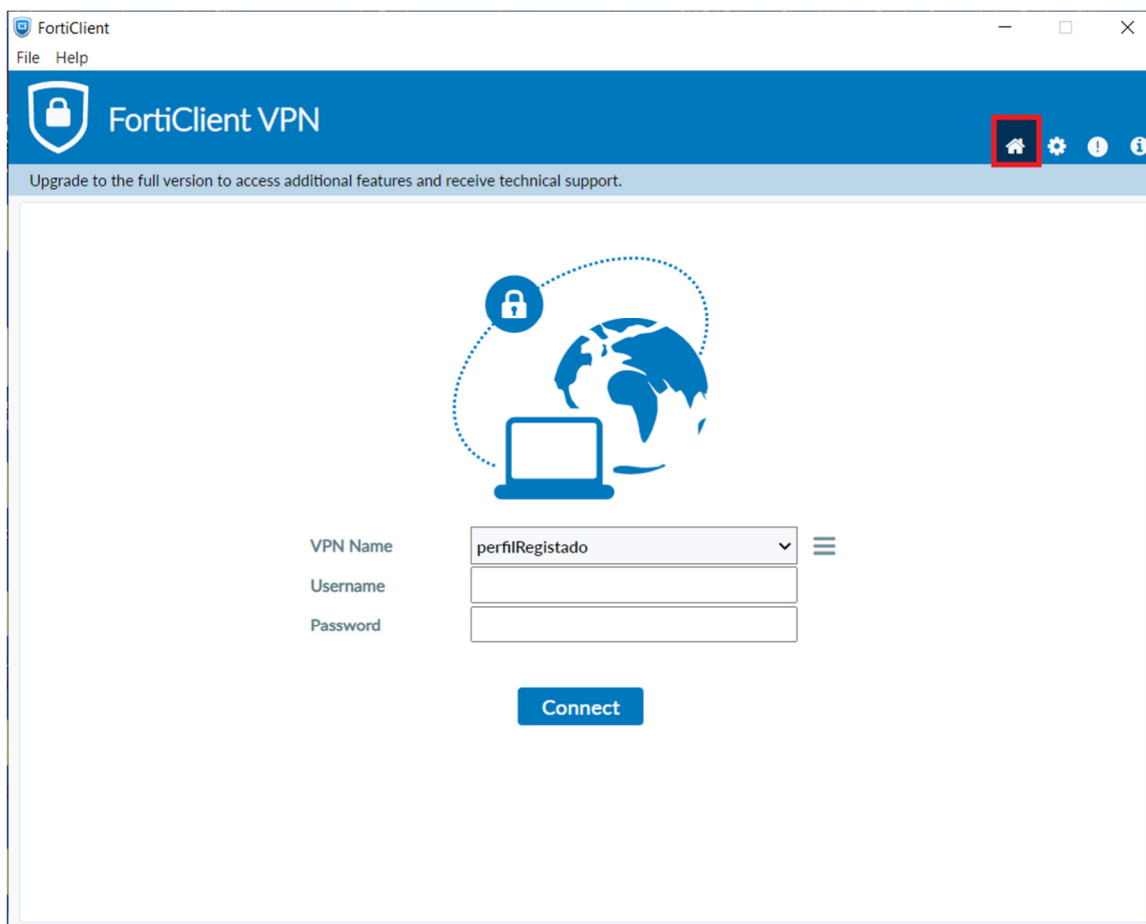 FortiClient
File Help
FortiClient VPN
Upgrade to the full version to access additional features and receive technical support.
VPN Name perfilRegistado
Username
Password
Connect